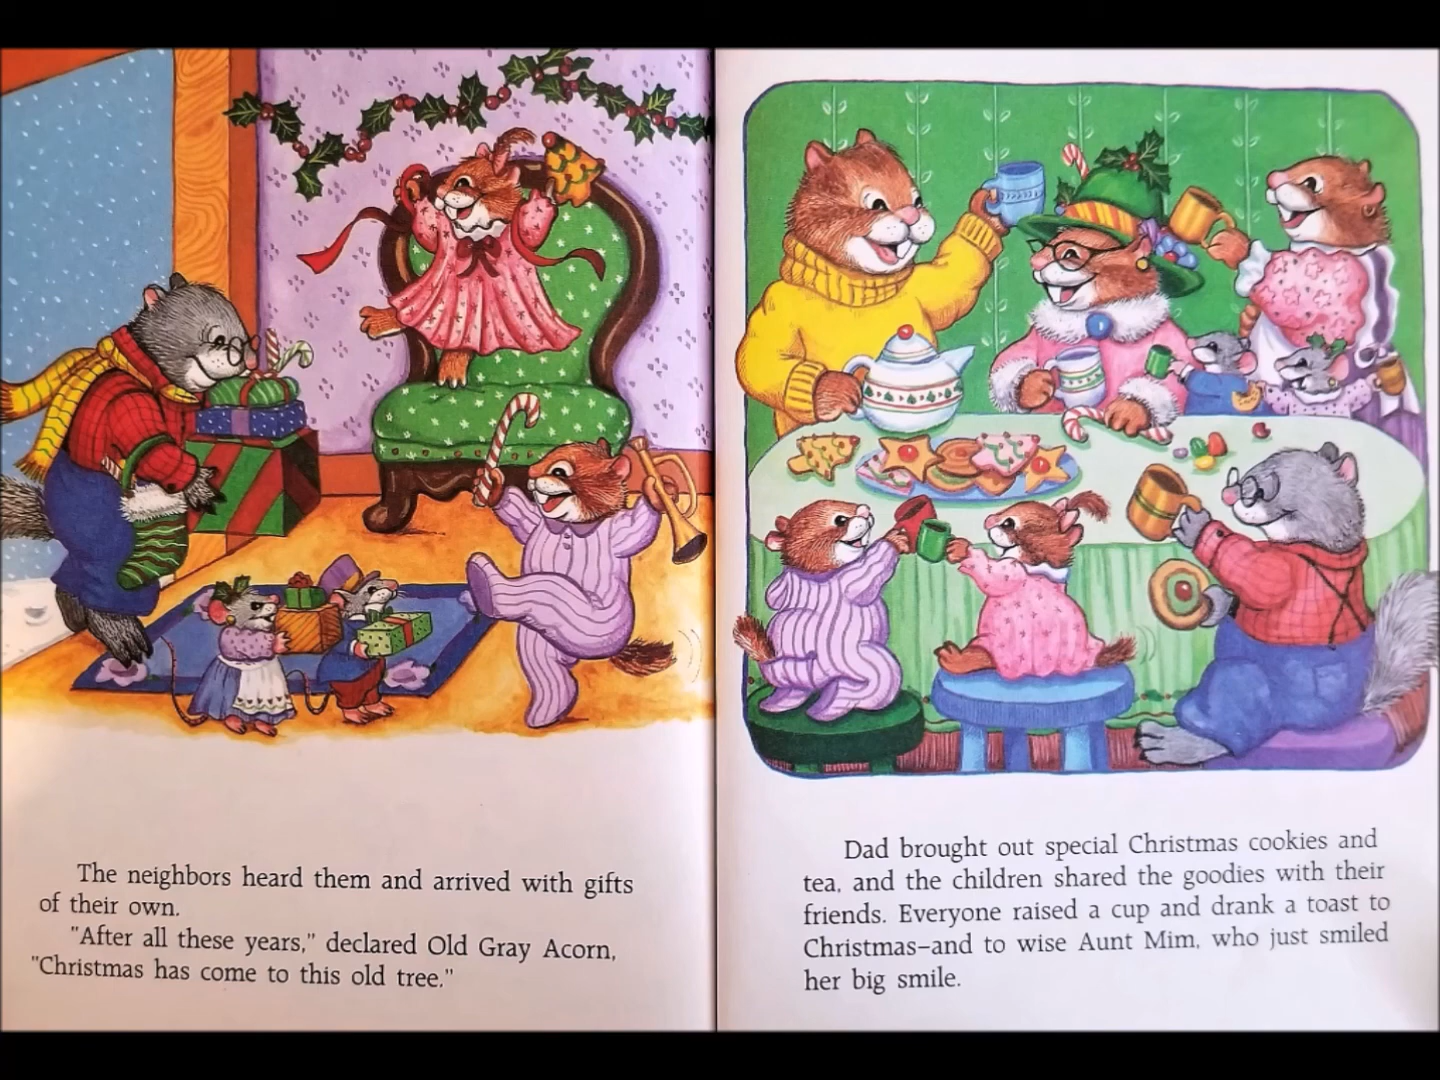 The neighbors heard them and arrived with gifts
of their own.
"After all these years," declared Old Gray Acorn,
"Christmas has come to this old tree."
Dad brought out special Christmas cookies and
tea, and the children shared the goodies with their
friends. Everyone raised a cup and drank a toast to
Christmas–and to wise Aunt Mim, who just smiled
her big smile.